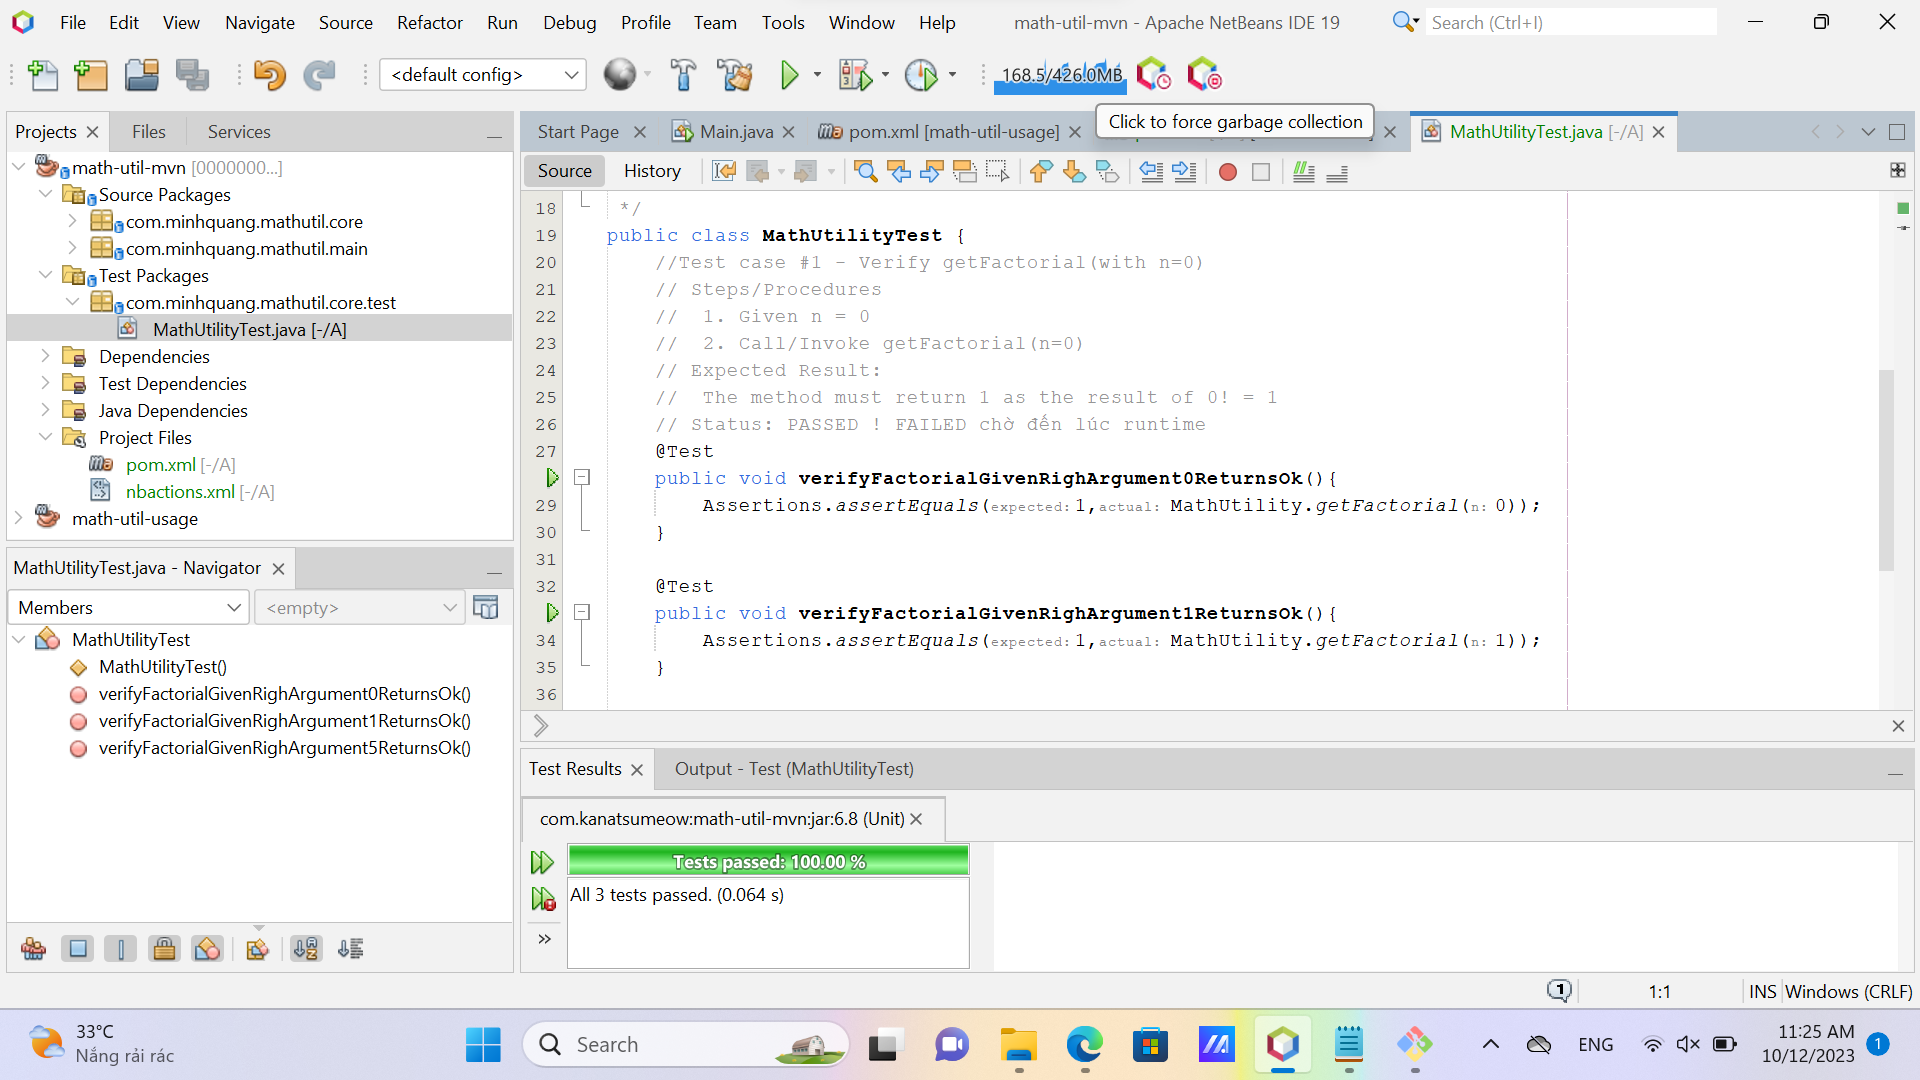 File Edit View Navigate Source Refactor Run Debug Profile Team Tools Window Help
math-util-mvn - Apache NetBeans IDE 19
Search (Ctrl+I)
<default config>
168.5/426.0MB
Click to force garbage collection
Projects
Files
Services
math-util-mvn [0000000...]
Source Packages
com.minhquang.mathutil.core
com.minhquang.mathutil.main
Test Packages
com.minhquang.mathutil.core.test
MathUtilityTest.java [-/A]
Dependencies
Test Dependencies
Java Dependencies
Project Files
pom.xml [-/A]
nbactions.xml [-/A]
math-util-usage
MathUtilityTest.java - Navigator
Members
<empty>
MathUtilityTest
MathUtilityTest()
verifyFactorialGivenRighArgument0ReturnsOk()
verifyFactorialGivenRighArgument1ReturnsOk()
verifyFactorialGivenRighArgument5ReturnsOk()
Start Page
Main.java
pom.xml [math-util-usage]
MathUtilityTest.java [-/A]
Source
History
18 */
19 public class MathUtilityTest {
20 //Test case #1 - Verify getFactorial(with n=0)
21 // Steps/Procedures
22 // 1. Given n = 0
23 // 2. Call/Invoke getFactorial(n=0)
24 // Expected Result:
25 // The method must return 1 as the result of 0! = 1
26 // Status: PASSED ! FAILED chờ đến lúc runtime
27 @Test
public void verifyFactorialGivenRighArgument0ReturnsOk(){
29 Assertions.assertEquals(expected: 1,actual: MathUtility.getFactorial(n: 0));
30 }
31
32 @Test
public void verifyFactorialGivenRighArgument1ReturnsOk(){
34 Assertions.assertEquals(expected: 1,actual: MathUtility.getFactorial(n: 1));
35 }
36
Test Results
Output - Test (MathUtilityTest)
com.kanatsumeow:math-util-mvn:jar:6.8 (Unit)
Tests passed: 100.00 %
All 3 tests passed. (0.064 s)
1
1:1
INS
Windows (CRLF)
33°C
Nắng rải rác
Search
ENG
11:25 AM
10/12/2023
1